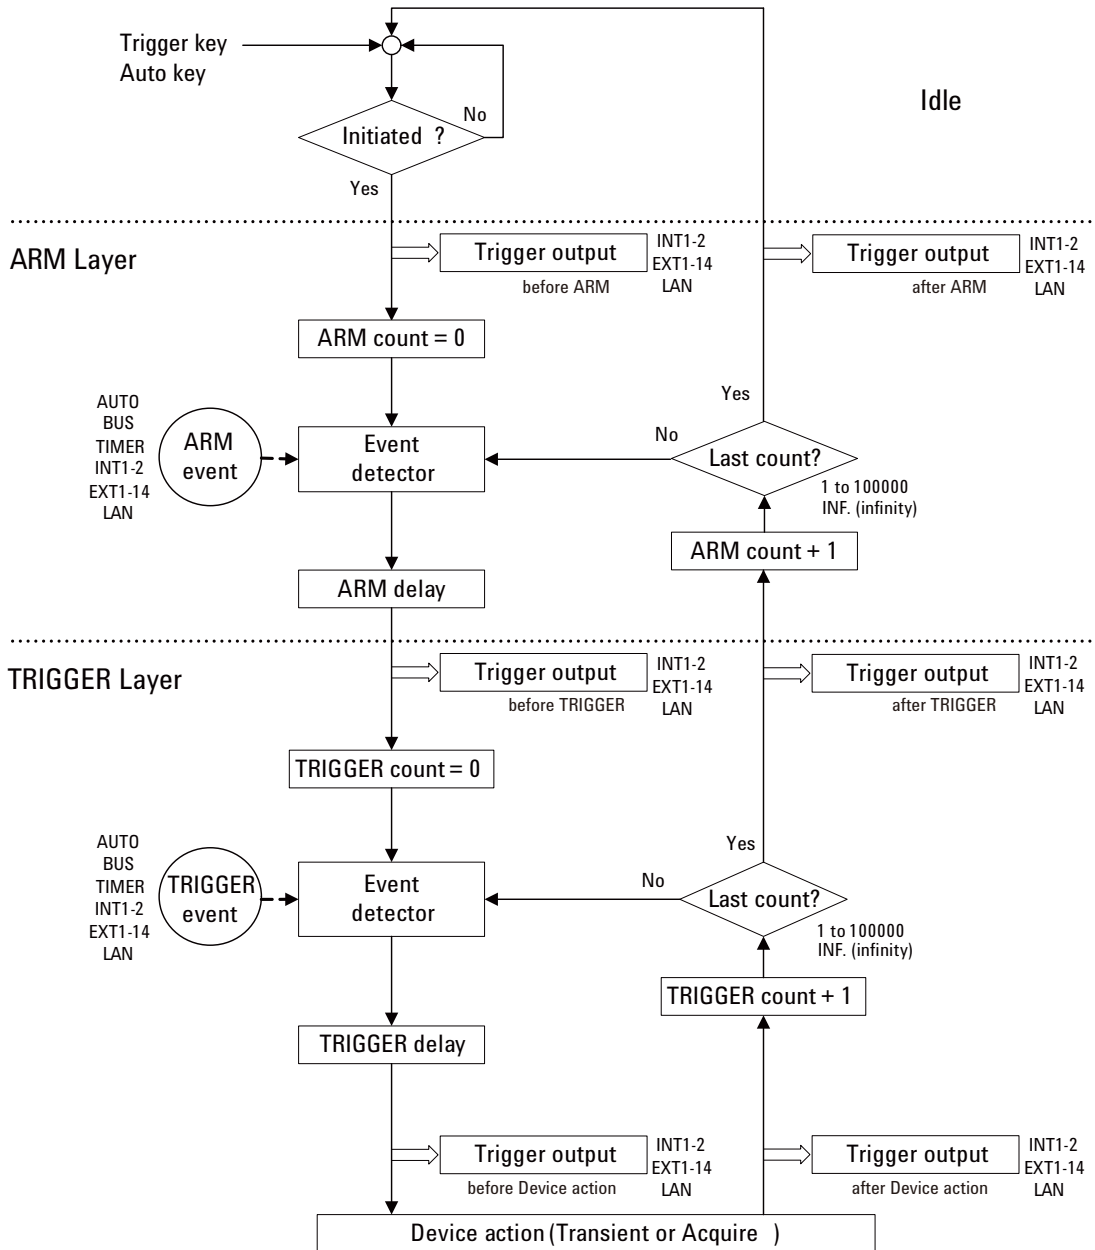 Trigger key
Auto key
Idle
No
Initiated ?
Yes
ARM Layer
Trigger output
before ARM
INT1-2
EXT1-14
LAN
Trigger output
after ARM
INT1-2
EXT1-14
LAN
ARM count = 0
Yes
AUTO
BUS
TIMER
INT1-2
EXT1-14
LAN
ARM
event
Event
detector
No
Last count?
1 to 100000
INF. (infinity)
ARM count + 1
ARM delay
TRIGGER Layer
Trigger output
before TRIGGER
INT1-2
EXT1-14
LAN
Trigger output
after TRIGGER
INT1-2
EXT1-14
LAN
TRIGGER count = 0
Yes
AUTO
BUS
TIMER
INT1-2
EXT1-14
LAN
TRIGGER
event
Event
detector
No
Last count?
1 to 100000
INF. (infinity)
TRIGGER count + 1
TRIGGER delay
Trigger output
before Device action
INT1-2
EXT1-14
LAN
Trigger output
after Device action
INT1-2
EXT1-14
LAN
Device action (Transient or Acquire )